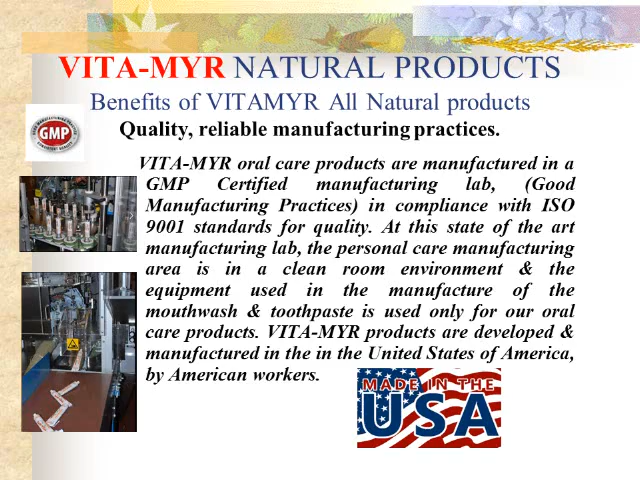 VITA-MYR NATURAL PRODUCTS
Benefits of VITAMYR All Natural products
Quality, reliable manufacturing practices.
GMP
VITA-MYR oral care products are manufactured in a
GMP Certified manufacturing lab, (Good
Manufacturing Practices) in compliance with ISO
9001 standards for quality. At this state of the art
manufacturing lab, the personal care manufacturing
area is in a clean room environment & the
equipment used in the manufacture of the
mouthwash & toothpaste is used only for our oral
care products. VITA-MYR products are developed &
manufactured in the in the United States of America,
by American workers.
MADE IN THE
USA